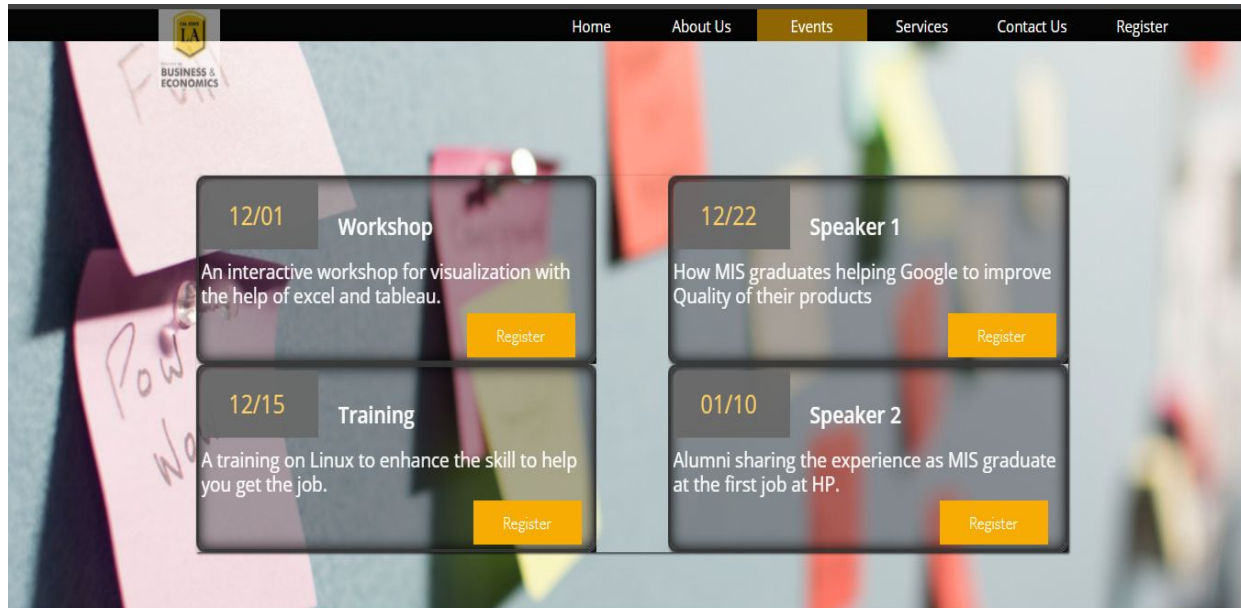 Home About Us Events Services Contact Us Register
CAL STATE
LA
BUSINESS &
ECONOMICS
12/01 Workshop
An interactive workshop for visualization with
the help of excel and tableau.
Register
12/22 Speaker 1
How MIS graduates helping Google to improve
Quality of their products
Register
12/15 Training
A training on Linux to enhance the skill to help
you get the job.
Register
01/10 Speaker 2
Alumni sharing the experience as MIS graduate
at the first job at HP.
Register
Pow